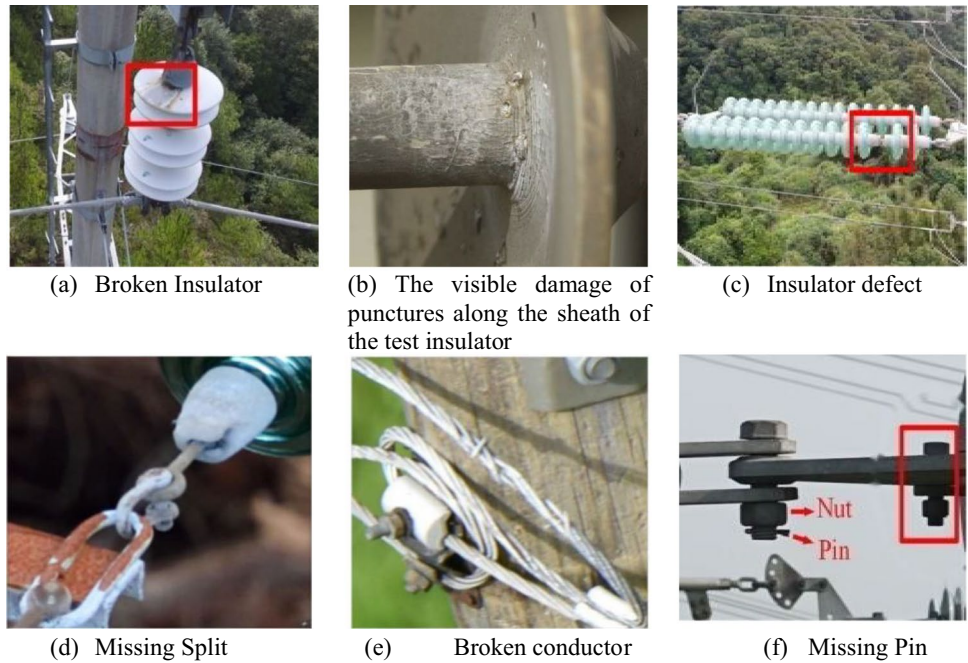 (a) Broken Insulator
(b) The visible damage of
punctures along the sheath of
the test insulator
(c) Insulator defect
Nut
Pin
(d) Missing Split
(e) Broken conductor
(f) Missing Pin